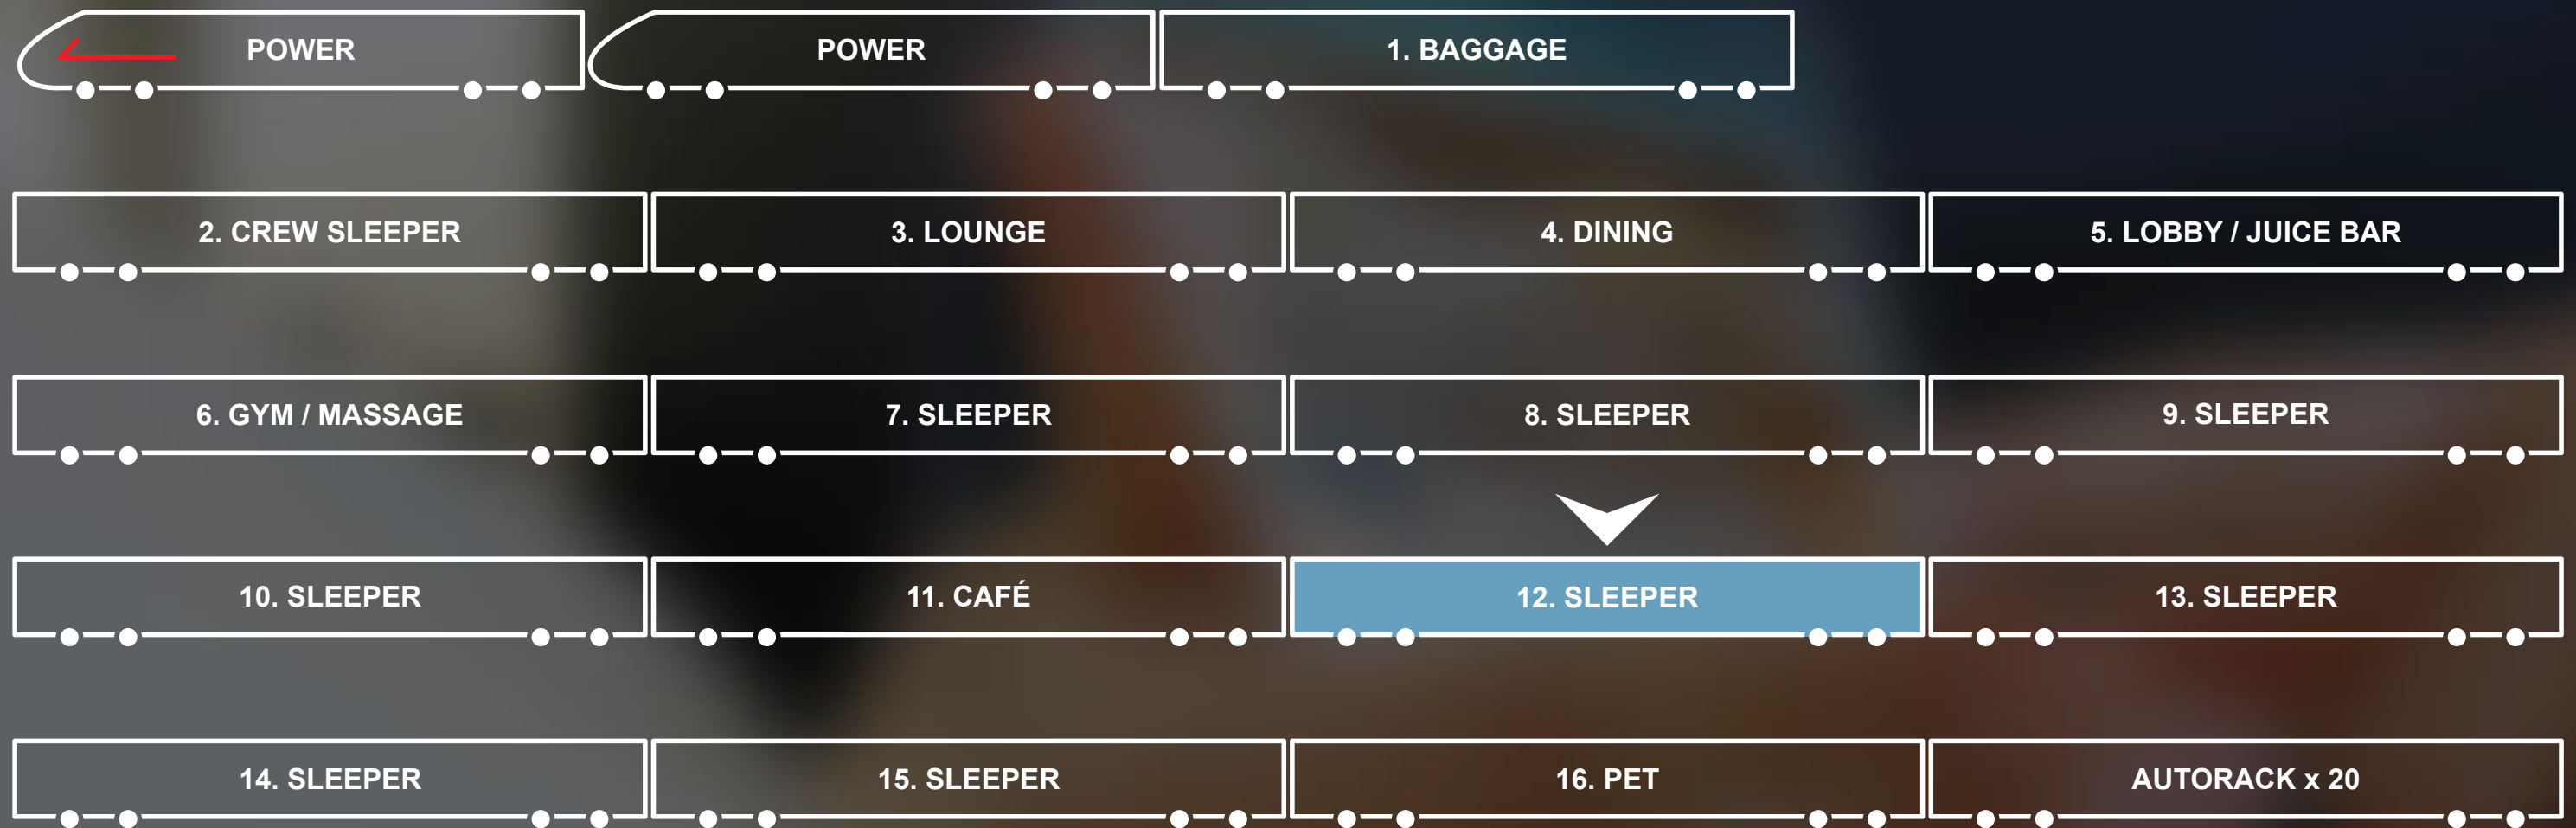 POWER
POWER
1. BAGGAGE
2. CREW SLEEPER
3. LOUNGE
4. DINING
5. LOBBY / JUICE BAR
6. GYM / MASSAGE
7. SLEEPER
8. SLEEPER
9. SLEEPER
10. SLEEPER
11. CAFÉ
12. SLEEPER
13. SLEEPER
14. SLEEPER
15. SLEEPER
16. PET
AUTORACK x 20